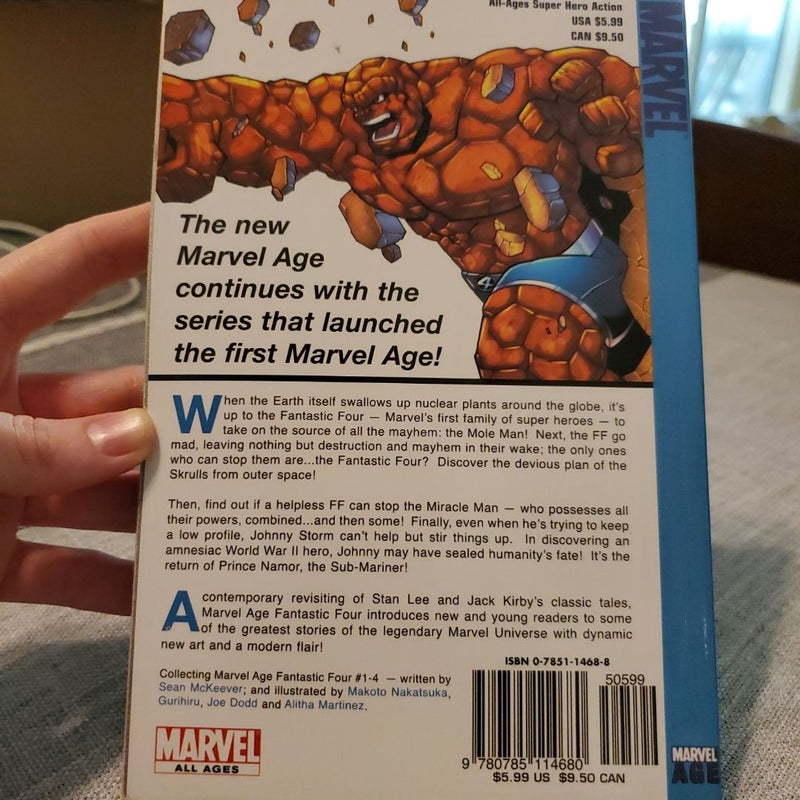 All-Ages Super Hero Action
USA $5.99
CAN $9.50
MARVEL
4
The new
Marvel Age
continues with the
series that launched
the first Marvel Age!
When the Earth itself swallows up nuclear plants around the globe, it's
up to the Fantastic Four — Marvel's first family of super heroes — to
take on the source of all the mayhem: the Mole Man! Next, the FF go
mad, leaving nothing but destruction and mayhem in their wake; the only ones
who can stop them are...the Fantastic Four? Discover the devious plan of the
Skrulls from outer space!
Then, find out if a helpless FF can stop the Miracle Man — who possesses all
their powers, combined...and then some! Finally, even when he's trying to keep
a low profile, Johnny Storm can't help but stir things up. In discovering an
amnesiac World War II hero, Johnny may have sealed humanity's fate! It's the
return of Prince Namor, the Sub-Mariner!
A contemporary revisiting of Stan Lee and Jack Kirby's classic tales,
Marvel Age Fantastic Four introduces new and young readers to some
of the greatest stories of the legendary Marvel Universe with dynamic
new art and a modern flair!
Collecting Marvel Age Fantastic Four #1-4 — written by
Sean McKeever; and illustrated by Makoto Nakatsuka,
Gurihiru, Joe Dodd and Alitha Martinez.
MARVEL
ALL AGES
ISBN 0-7851-1468-8
50599
9 780785 114680
$5.99 US $9.50 CAN
MARVEL
AGE